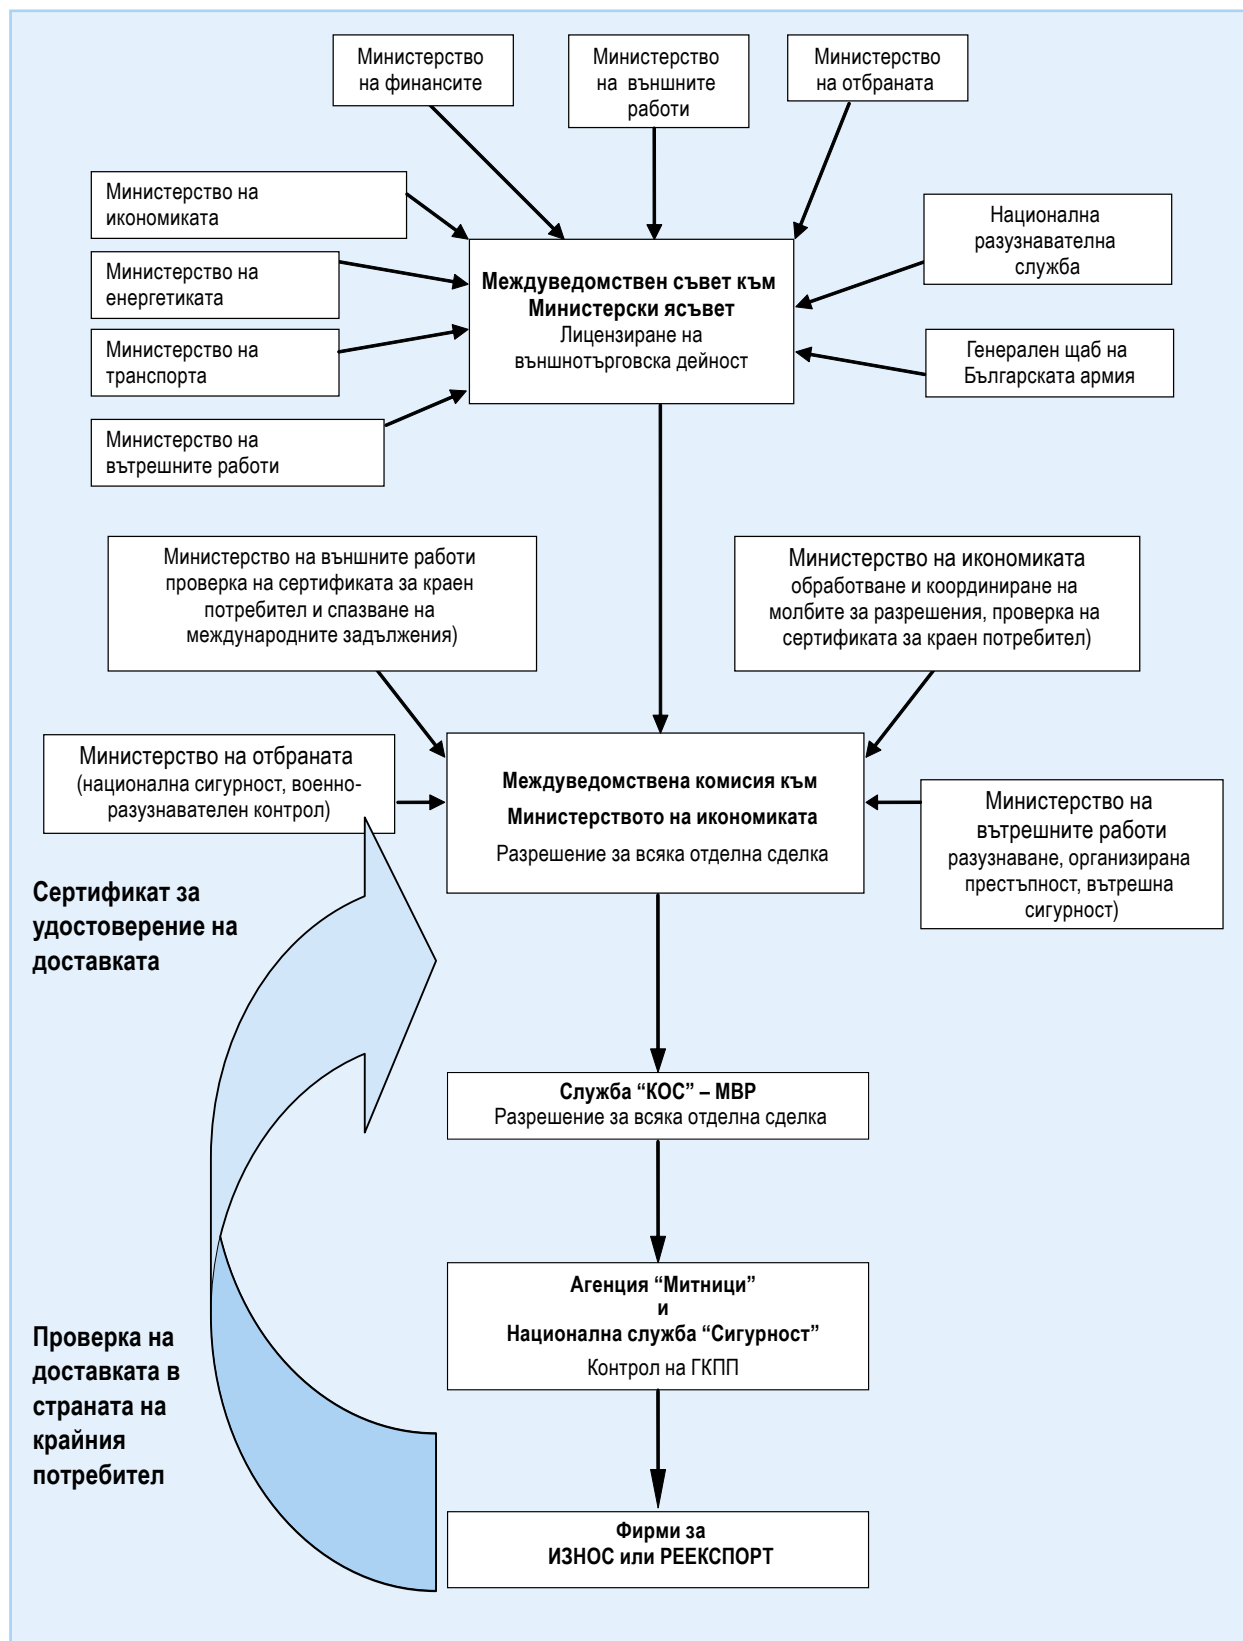 Министерство
на финансите
Министерство
на външните
работи
Министерство
на отбраната
Министерство на
икономиката
Министерство на
енергетиката
Министерство на
транспорта
Министерство на
вътрешните работи
Междуведомствен съвет към
Министерски ясъвет
Лицензиране на
външнотърговска дейност
Национална
разузнавателна
служба
Генерален щаб на
Българската армия
Министерство на външните работи
проверка на сертификата за краен
потребител и спазване на
международните задължения)
Министерство на икономиката
обработване и координиране на
молбите за разрешения, проверка на
сертификата за краен потребител)
Министерство на отбраната
(национална сигурност, военно-
разузнавателен контрол)
Междуведомствена комисия към
Министерството на икономиката
Разрешение за всяка отделна сделка
Министерство на
вътрешните работи
разузнаване, организирана
престъпност, вътрешна
сигурност)
Сертификат за
удостоверение на
доставката
Служба “КОС” – МВР
Разрешение за всяка отделна сделка
Агенция “Митници”
и
Национална служба “Сигурност”
Контрол на ГКПП
Проверка на
доставката в
страната на
крайния
потребител
Фирми за
ИЗНОС или РЕЕКСПОРТ